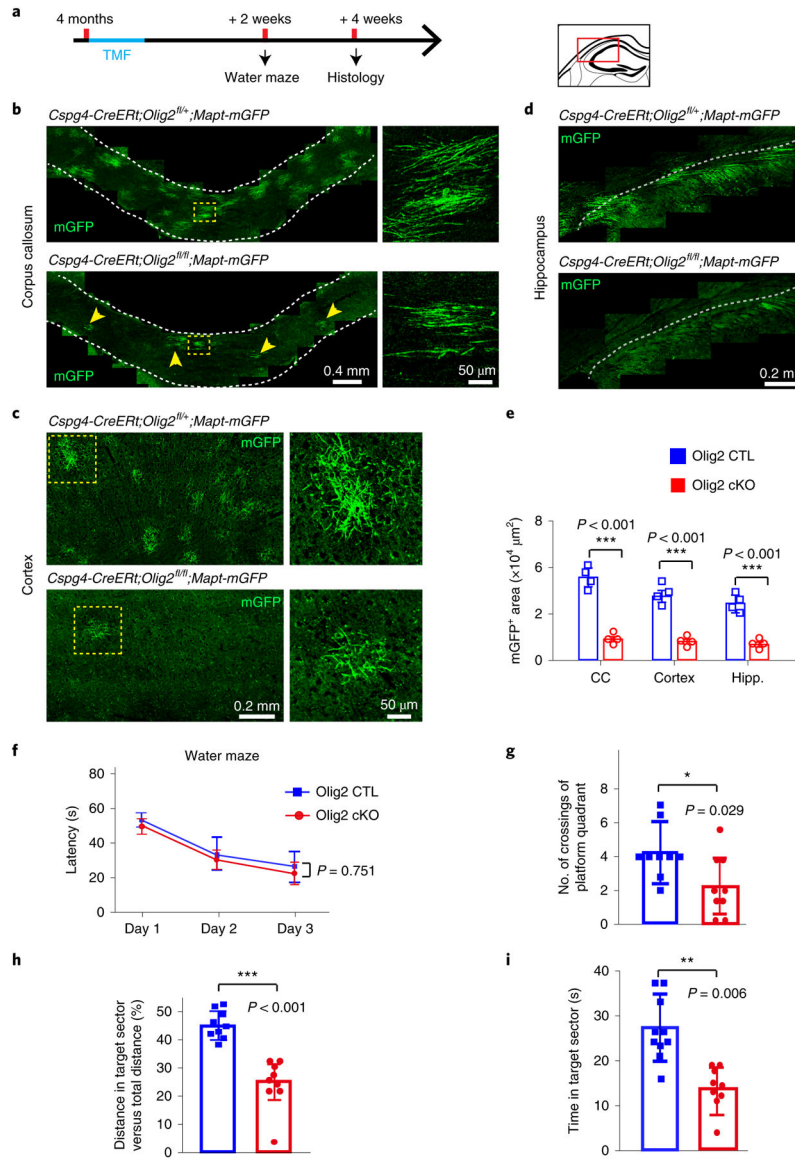 a
4 months
+ 2 weeks
+ 4 weeks
TMF
Water maze
Histology
b
Cspg4-CreERt;Olig2fl/+;Mapt-mGFP
Corpus callosum
mGFP
Cspg4-CreERt;Olig2fl/fl;Mapt-mGFP
mGFP
0.4 mm
50 µm
d
Cspg4-CreERt;Olig2fl/+;Mapt-mGFP
Hippocampus
mGFP
Cspg4-CreERt;Olig2fl/fl;Mapt-mGFP
mGFP
0.2 m
c
Cspg4-CreERt;Olig2fl/+;Mapt-mGFP
Cortex
mGFP
Cspg4-CreERt;Olig2fl/fl;Mapt-mGFP
mGFP
0.2 mm
50 µm
e
Olig2 CTL
Olig2 cKO
mGFP+ area (×10⁴ µm²)
8
6
2
0
P < 0.001
***
P < 0.001
***
P < 0.001
***
CC
Cortex
Hipp.
f
Water maze
Latency (s)
80
60
40
20
0
Olig2 CTL
Olig2 cKO
P = 0.751
Day 1
Day 2
Day 3
g
No. of crossings of
platform quadrant
8
6
4
2
0
*
P = 0.029
h
Distance in target sector
versus total distance (%)
50
40
30
20
10
0
***
P < 0.001
i
Time in target sector (s)
40
30
20
10
0
**
P = 0.006